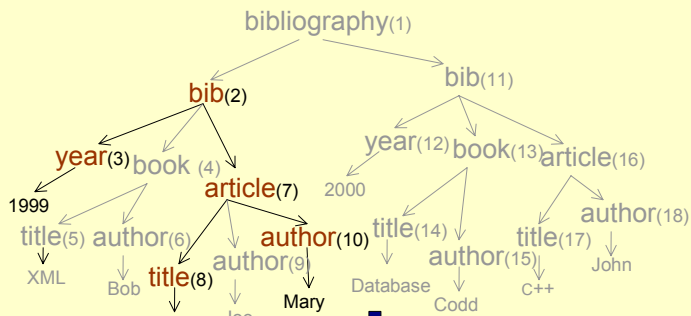 bibliography(1)
bib(2) bib(11)
year(3) book (4) article(7) year(12) book(13) article(16)
1999 2000
title(5) author(6) title(8) author(9) author(10) title(14) author(15) title(17) author(18)
XML Bob Mary Database Codd C++ John